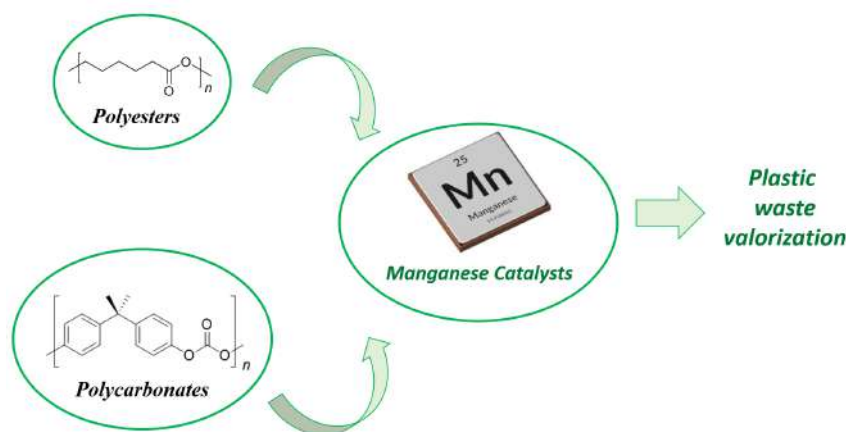 O
O
n
Polyesters
25
Mn
Manganese
Manganese Catalysts
Plastic
waste
valorization
O
O
O
n
Polycarbonates